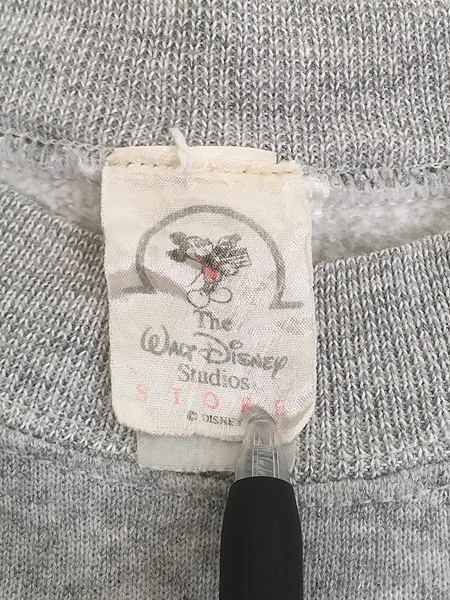 The
Walt Disney
Studios
STORE
© DISNEY